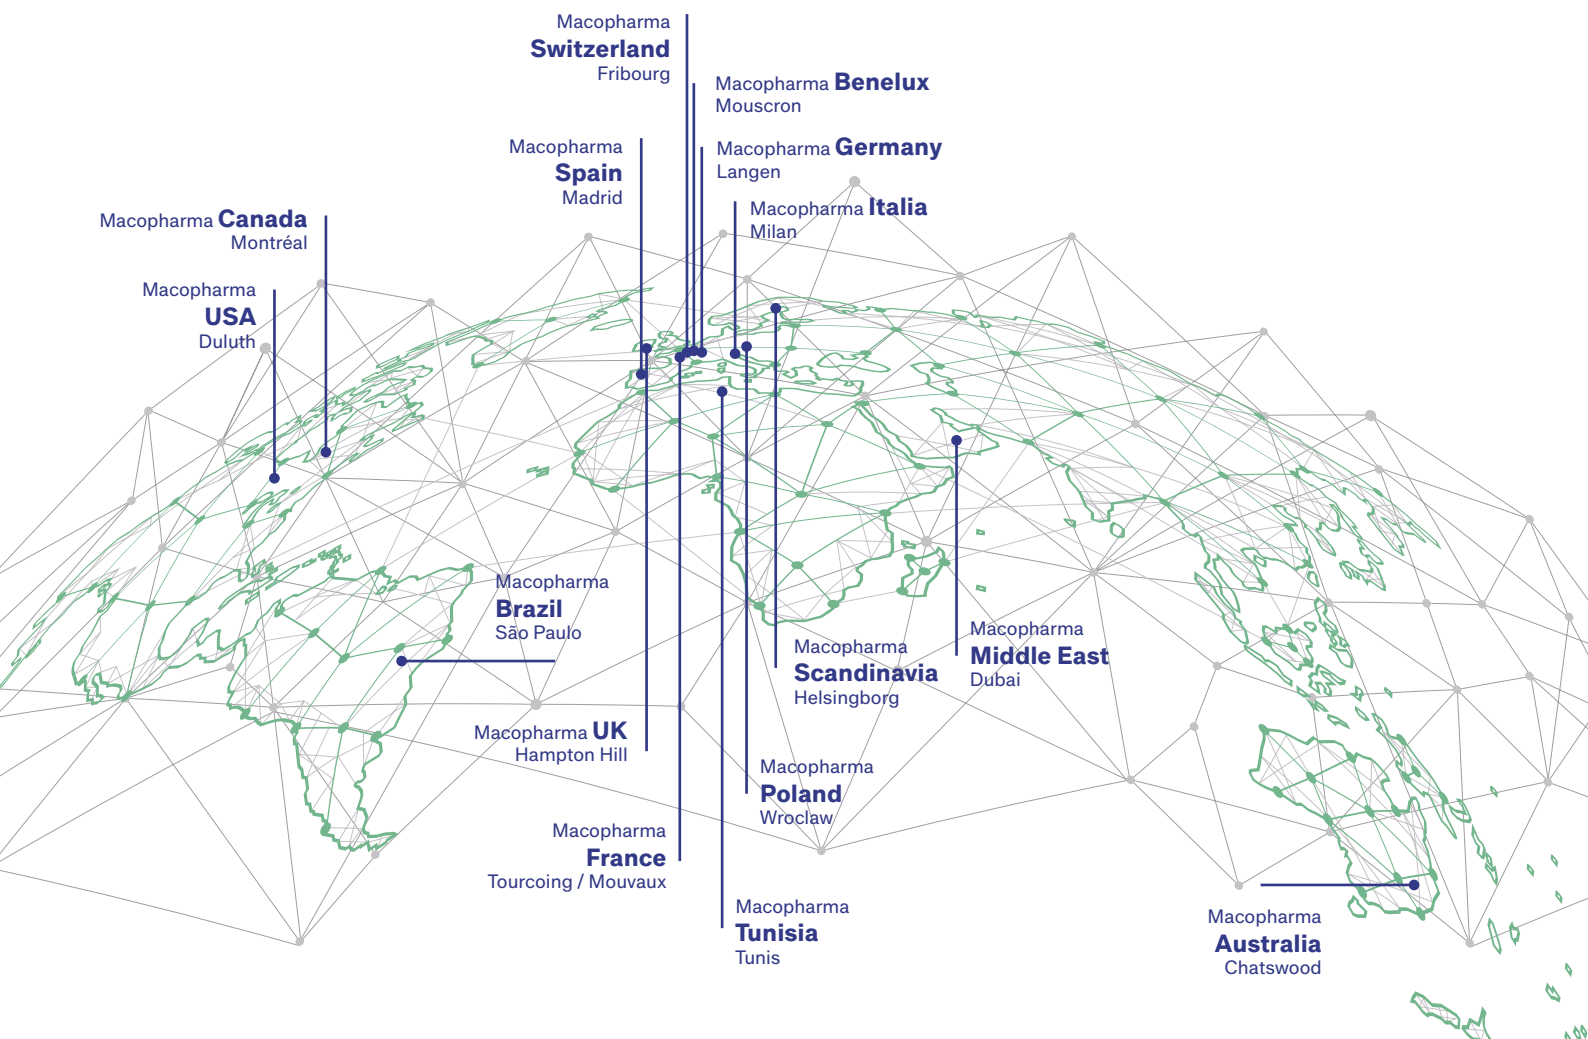 Macopharma
Switzerland
Fribourg
Macopharma Benelux
Mouscron
Macopharma Germany
Langen
Macopharma
Spain
Madrid
Macopharma Italia
Milan
Macopharma Canada
Montréal
Macopharma
USA
Duluth
Macopharma
Brazil
São Paulo
Macopharma
Scandinavia
Helsingborg
Macopharma
Middle East
Dubai
Macopharma UK
Hampton Hill
Macopharma
Poland
Wroclaw
Macopharma
France
Tourcoing / Mouvaux
Macopharma
Tunisia
Tunis
Macopharma
Australia
Chatswood